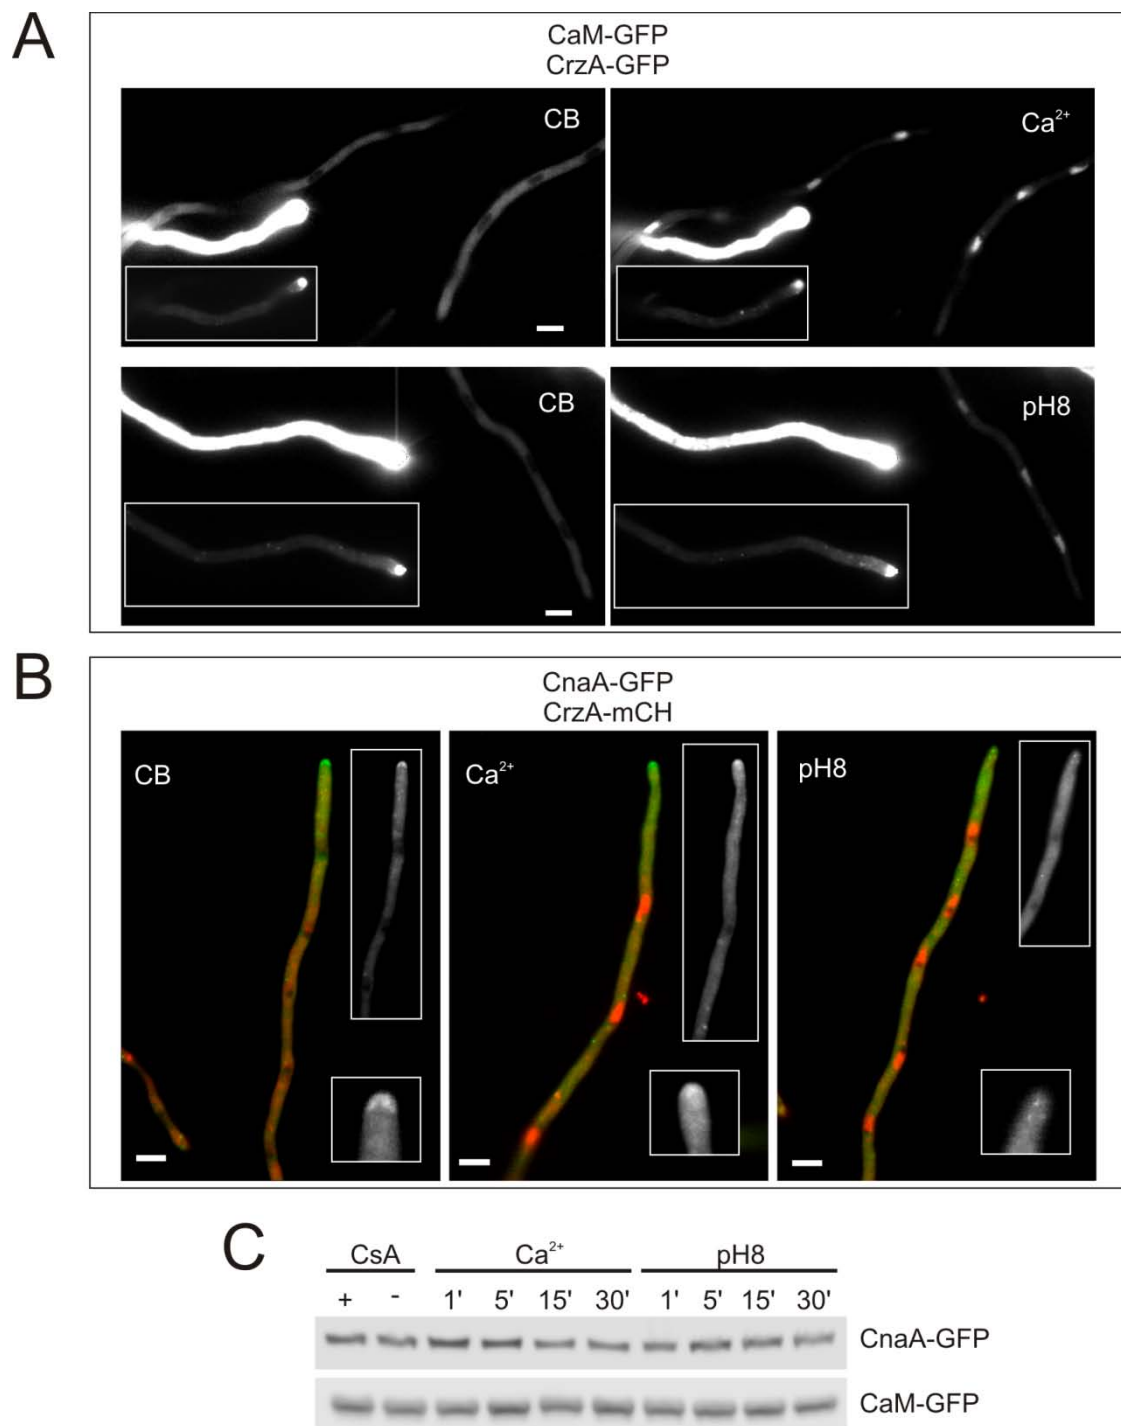 A
CaM-GFP
CrzA-GFP
CB
Ca²⁺
CB
pH8
B
CnaA-GFP
CrzA-mCH
CB
Ca²⁺
pH8
C
CsA Ca²⁺ pH8
+ - 1' 5' 15' 30' 1' 5' 15' 30'
CnaA-GFP
CaM-GFP